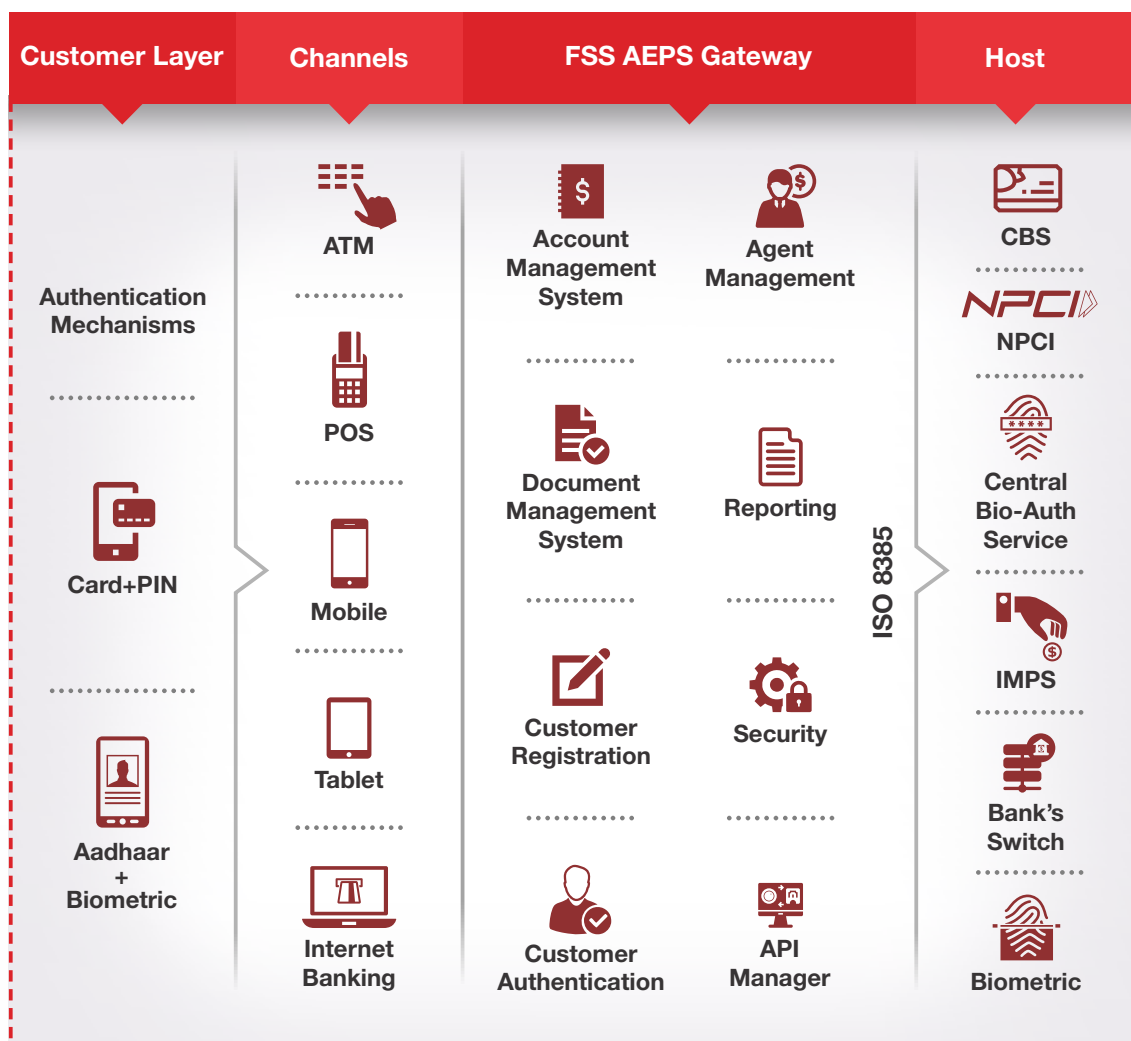 Customer Layer
Channels
FSS AEPS Gateway
Host
Authentication
Mechanisms
Card+PIN
Aadhaar
+
Biometric
ATM
POS
Mobile
Tablet
Internet
Banking
$
Account
Management
System
$
Agent
Management
Document
Management
System
Reporting
Customer
Registration
Security
Customer
Authentication
API
Manager
ISO 8385
CBS
NPCI
NPCI
****
Central
Bio-Auth
Service
$
IMPS
Bank's
Switch
Biometric